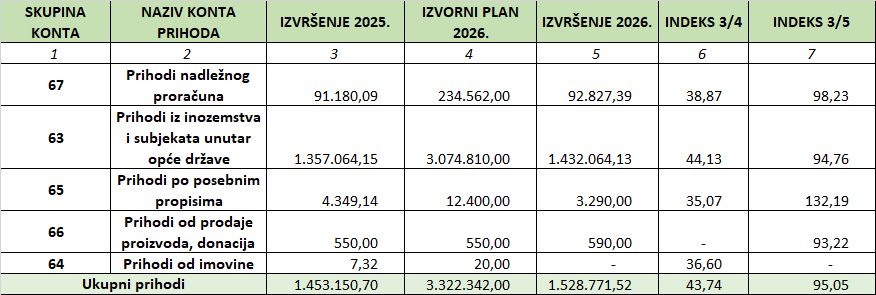 SKUPINA KONTA | NAZIV KONTA PRIHODA | IZVRŠENJE 2025. | IZVORNI PLAN 2026. | IZVRŠENJE 2026. | INDEKS 3/4 | INDEKS 3/5
1 | 2 | 3 | 4 | 5 | 6 | 7
67 | Prihodi nadležnog proračuna | 91.180,09 | 234.562,00 | 92.827,39 | 38,87 | 98,23
63 | Prihodi iz inozemstva i subjekata unutar opće države | 1.357.064,15 | 3.074.810,00 | 1.432.064,13 | 44,13 | 94,76
65 | Prihodi po posebnim propisima | 4.349,14 | 12.400,00 | 3.290,00 | 35,07 | 132,19
66 | Prihodi od prodaje proizvoda, donacija | 550,00 | 550,00 | 590,00 | - | 93,22
64 | Prihodi od imovine | 7,32 | 20,00 | - | 36,60 | -
Ukupni prihodi | 1.453.150,70 | 3.322.342,00 | 1.528.771,52 | 43,74 | 95,05